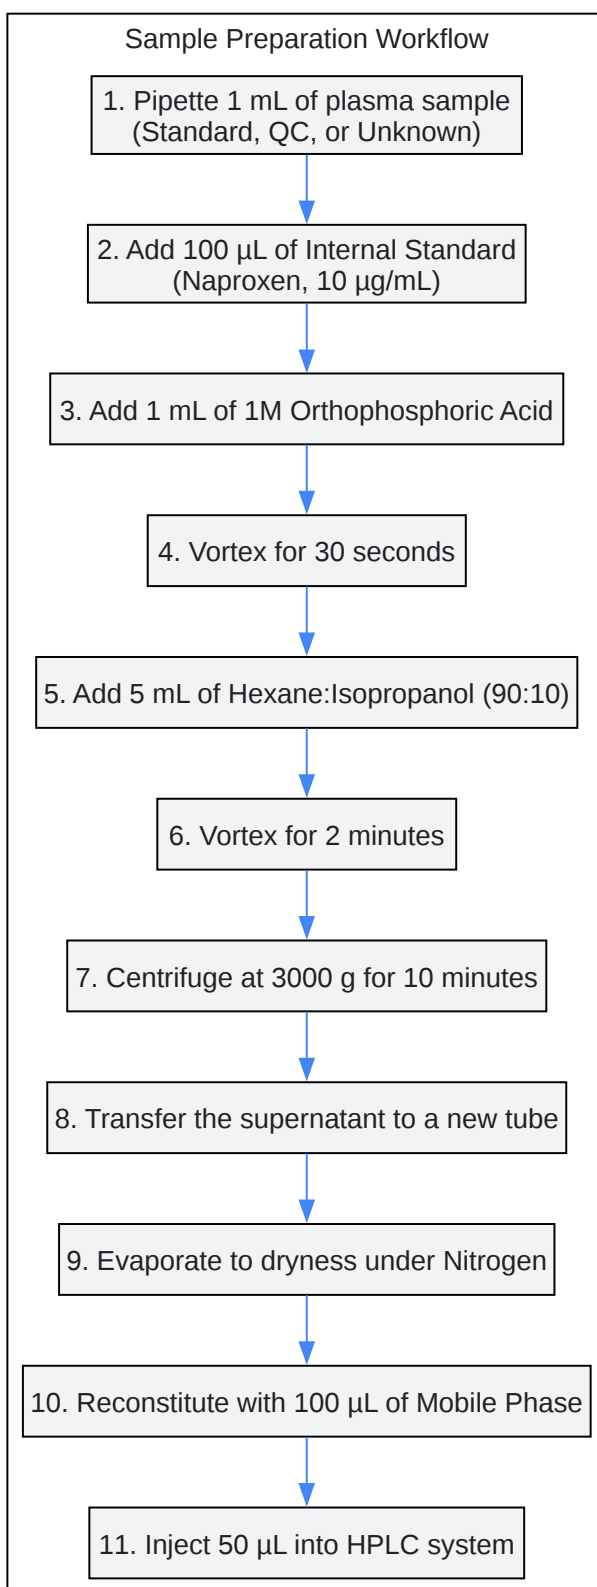 Sample Preparation Workflow
1. Pipette 1 mL of plasma sample
(Standard, QC, or Unknown)
2. Add 100 µL of Internal Standard
(Naproxen, 10 µg/mL)
3. Add 1 mL of 1M Orthophosphoric Acid
4. Vortex for 30 seconds
5. Add 5 mL of Hexane:Isopropanol (90:10)
6. Vortex for 2 minutes
7. Centrifuge at 3000 g for 10 minutes
8. Transfer the supernatant to a new tube
9. Evaporate to dryness under Nitrogen
10. Reconstitute with 100 µL of Mobile Phase
11. Inject 50 µL into HPLC system